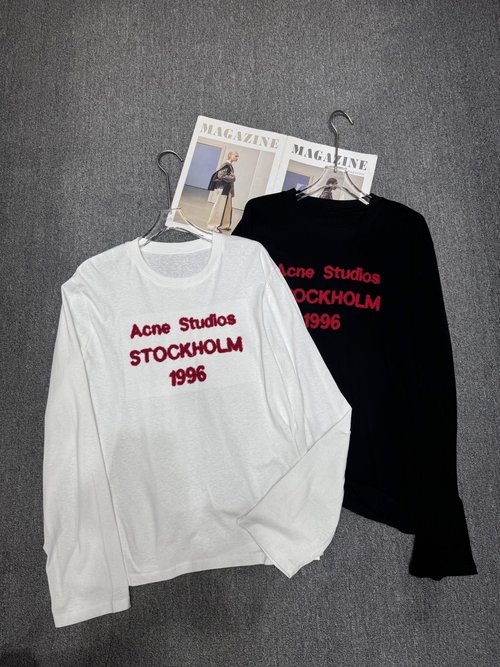 MAGAZINE
MAGAZINE
Acne Studios
STOCKHOLM
1996
Acne Studios
STOCKHOLM
1996